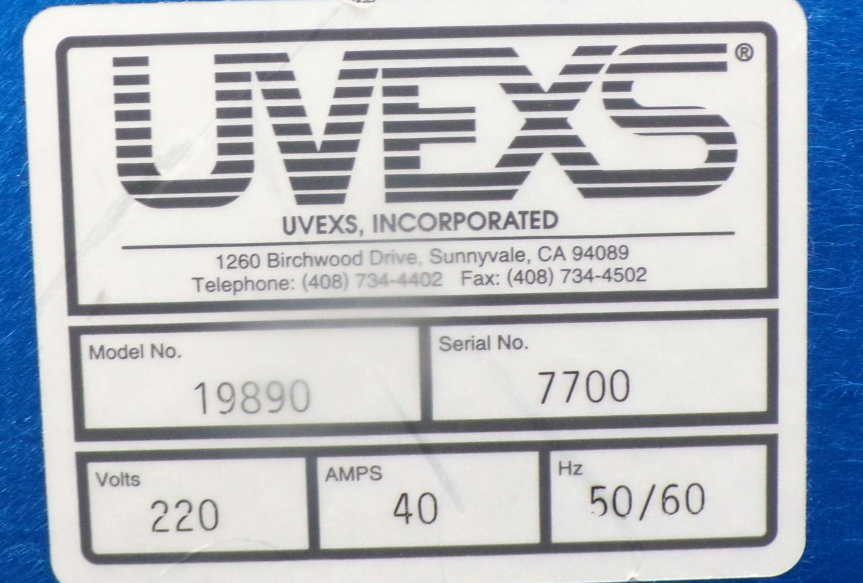 UVEXS®
UVEXS, INCORPORATED
1260 Birchwood Drive, Sunnyvale, CA 94089
Telephone: (408) 734-4402 Fax: (408) 734-4502
Model No.
19890
Serial No.
7700
Volts
220
AMPS
40
Hz
50/60